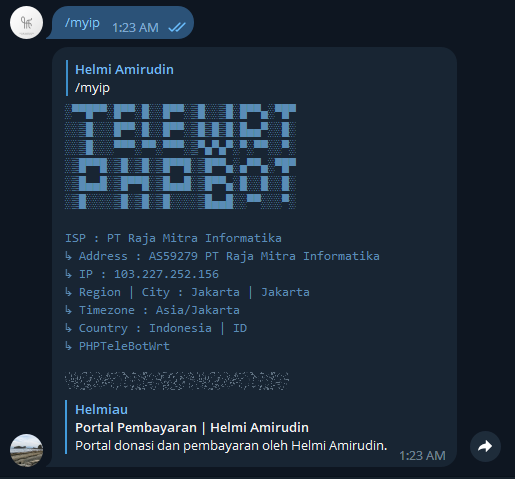 /myip
1:23 AM
Helmi Amirudin
/myip
TELEWRT
PHPBOT
ISP : PT Raja Mitra Informatika
↳ Address : AS59279 PT Raja Mitra Informatika
↳ IP : 103.227.252.156
↳ Region | City : Jakarta | Jakarta
↳ Timezone : Asia/Jakarta
↳ Country : Indonesia | ID
↳ PHPTeleBotWrt
Helmiau
Portal Pembayaran | Helmi Amirudin
Portal donasi dan pembayaran oleh Helmi Amirudin.
1:23 AM